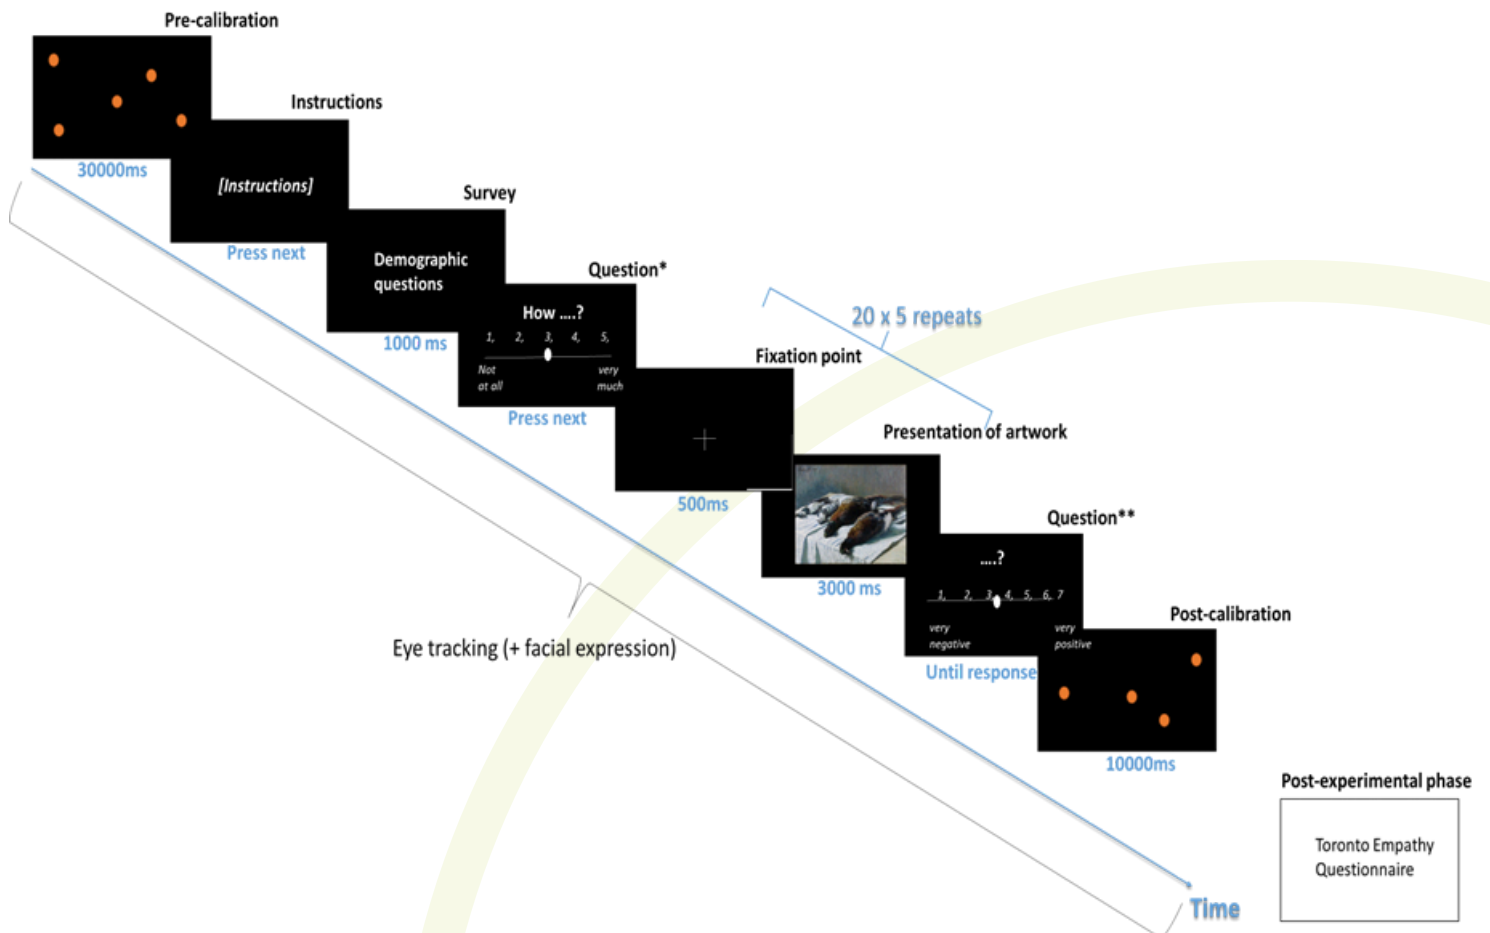 Pre-calibration
30000ms
Instructions
[Instructions]
Press next
Survey
Demographic
questions
1000 ms
Question*
How ....?
1, 2, 3, 4, 5,
Not
at all
very
much
Press next
20 x 5 repeats
Fixation point
500ms
Presentation of artwork
3000 ms
Question**
....?
1, 2, 3, 4, 5, 6, 7
very
negative
very
positive
Until response
Post-calibration
10000ms
Eye tracking (+ facial expression)
Time
Post-experimental phase
Toronto Empathy
Questionnaire